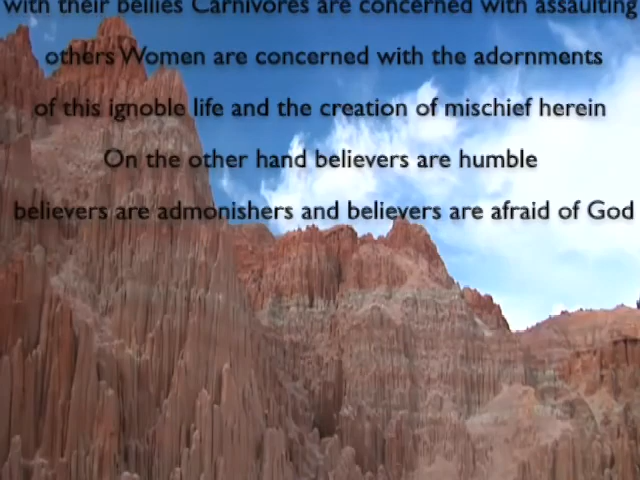 with their bellies Carnivores are concerned with assaulting
others Women are concerned with the adornments
of this ignoble life and the creation of mischief herein
On the other hand believers are humble
believers are admonishers and believers are afraid of God